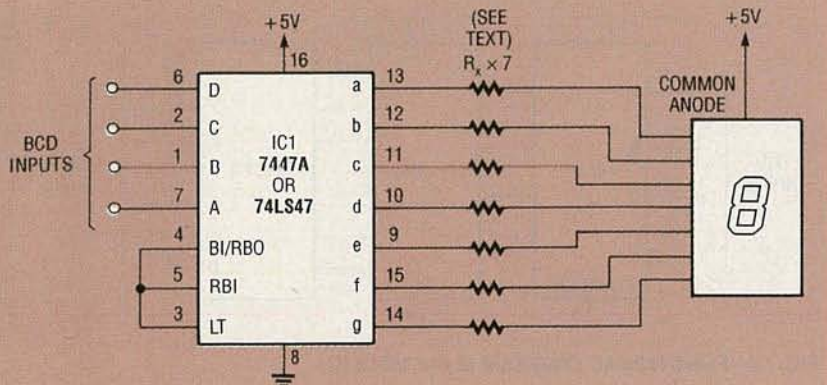 +5V
16
BCD
INPUTS
6
2
1
7
4
5
3
D
C
B
A
BI/RBO
RBI
LT
IC1
7447A
OR
74LS47
a
b
c
d
e
f
g
8
13
12
11
10
9
15
14
(SEE
TEXT)
Rx × 7
+5V
COMMON
ANODE